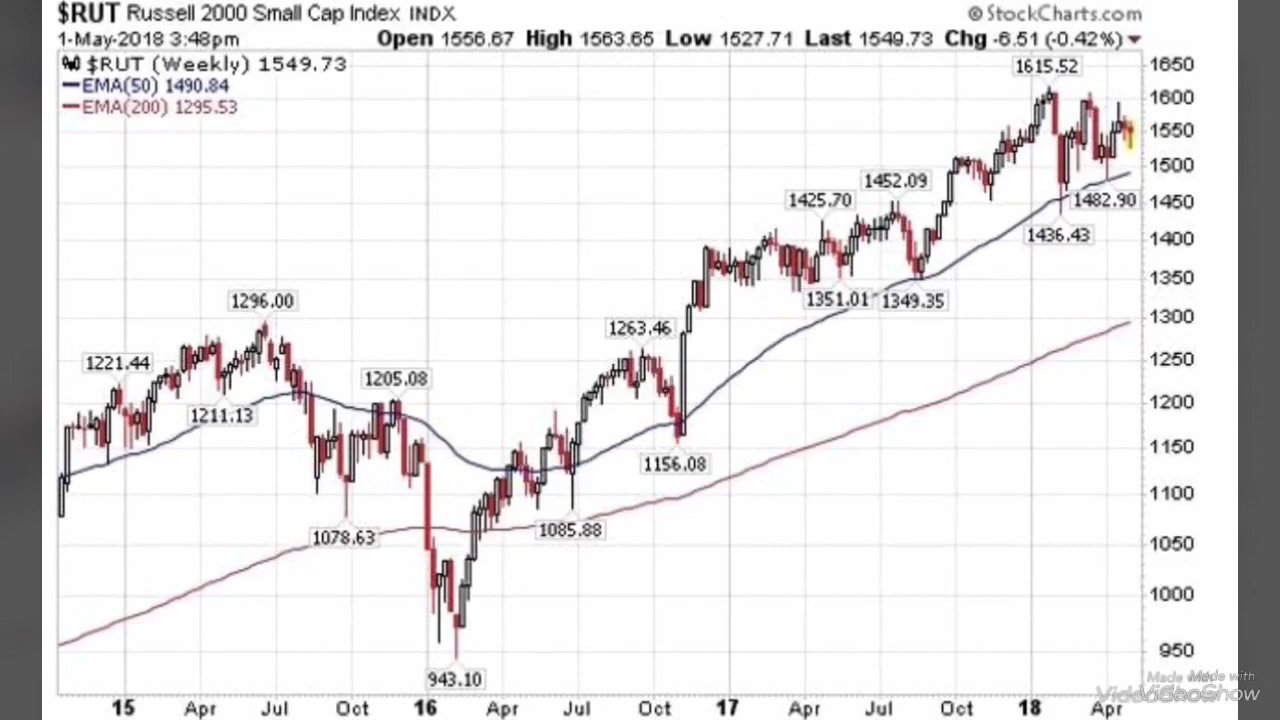 $RUT Russell 2000 Small Cap Index INDX
© StockCharts.com
1-May-2018 3:48pm
Open 1556.67 High 1563.65 Low 1527.71 Last 1549.73 Chg -6.51 (-0.42%)
$RUT (Weekly) 1549.73
EMA(50) 1490.84
EMA(200) 1295.53
1615.52
1452.09
1425.70
1482.90
1436.43
1351.01
1349.35
1296.00
1263.46
1221.44
1205.08
1211.13
1156.08
1078.63
1085.88
943.10
1650
1600
1550
1500
1450
1400
1350
1300
1250
1200
1150
1100
1050
1000
950
15 Apr Jul Oct 16 Apr Jul Oct 17 Apr Jul Oct 18 Apr
Made with
VideoShow
Made with
VideoShow